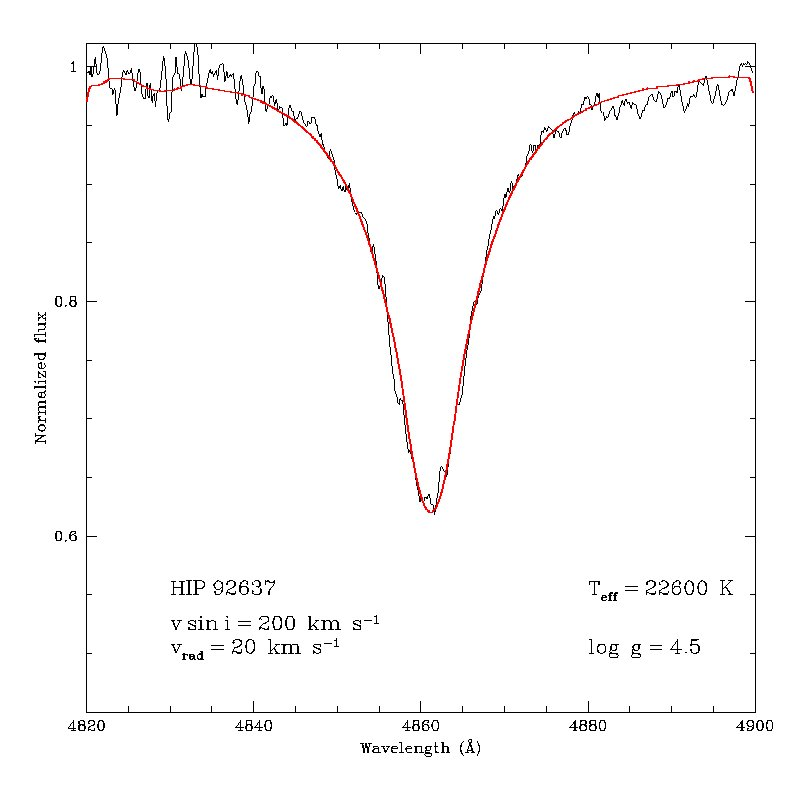 1
0.8
0.6
Normalized flux
HIP 92637
T_eff = 22600 K
v sin i = 200 km s⁻¹
v_rad = 20 km s⁻¹
log g = 4.5
4820 4840 4860 4880 4900
Wavelength (Å)